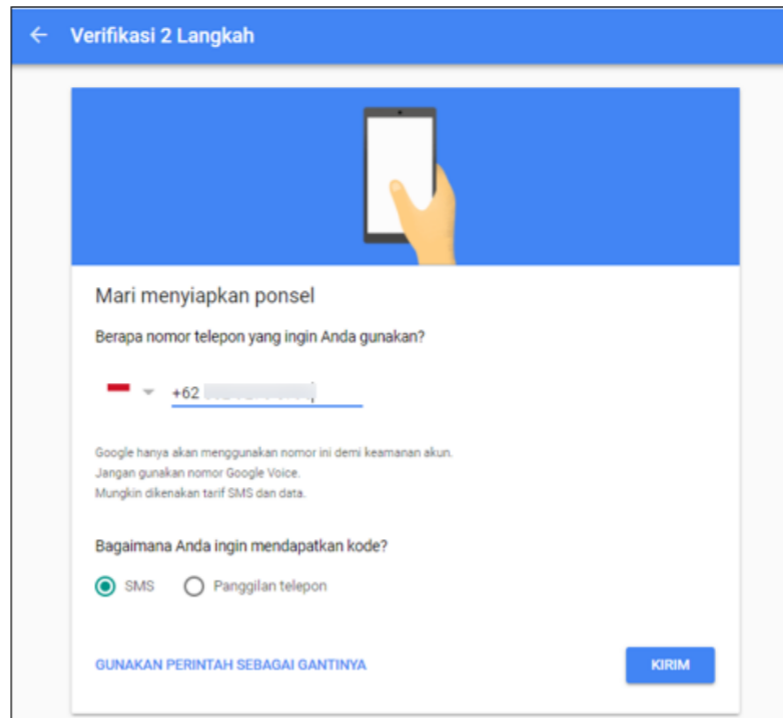 Verifikasi 2 Langkah
Mari menyiapkan ponsel
Berapa nomor telepon yang ingin Anda gunakan?
+62
Google hanya akan menggunakan nomor ini demi keamanan akun.
Jangan gunakan nomor Google Voice.
Mungkin dikenakan tarif SMS dan data.
Bagaimana Anda ingin mendapatkan kode?
SMS Panggilan telepon
GUNAKAN PERINTAH SEBAGAI GANTINYA KIRIM